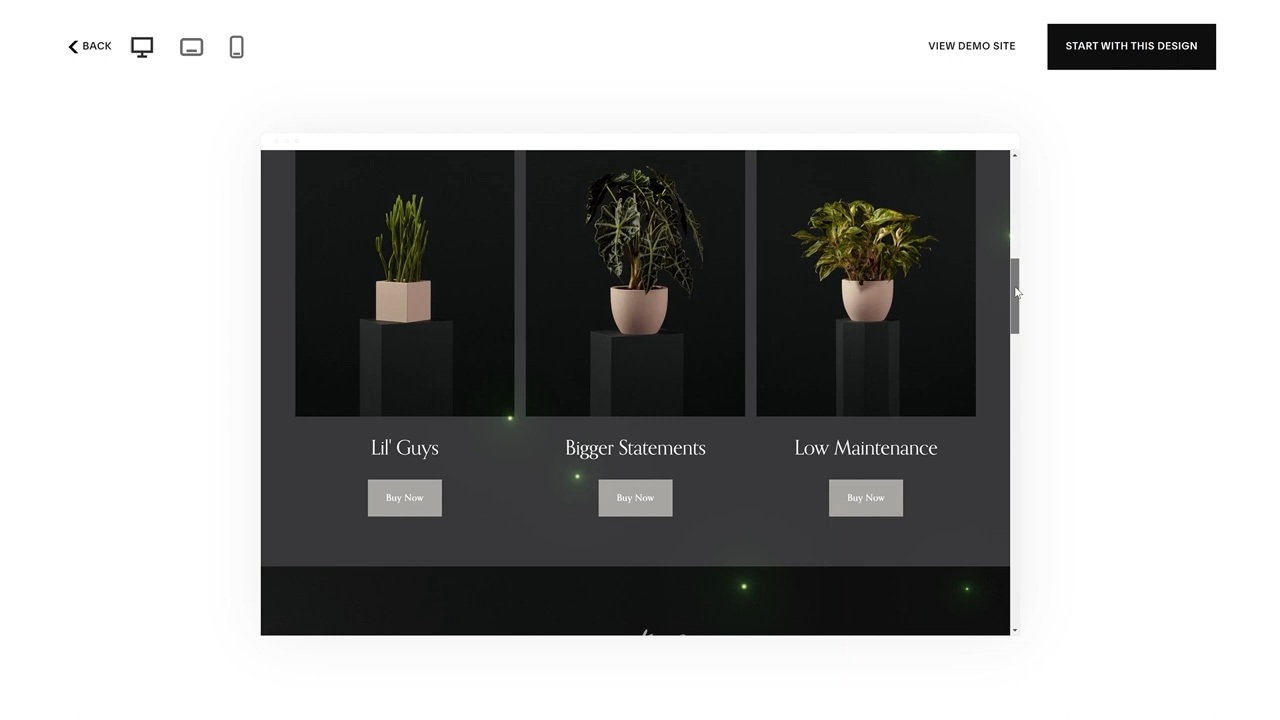 BACK
VIEW DEMO SITE
START WITH THIS DESIGN
Lil' Guys
Bigger Statements
Low Maintenance
Buy Now
Buy Now
Buy Now